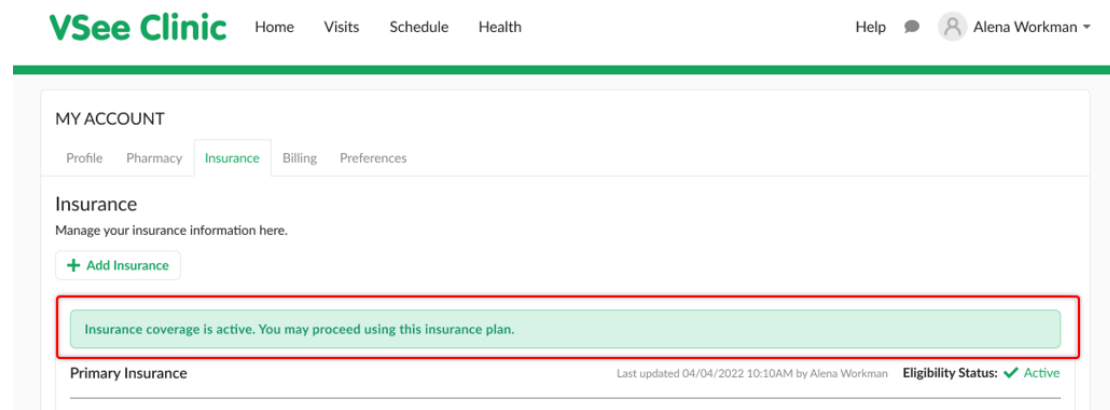 VSee Clinic Home Visits Schedule Health Help Alena Workman
MY ACCOUNT
Profile Pharmacy Insurance Billing Preferences
Insurance
Manage your insurance information here.
+ Add Insurance
Insurance coverage is active. You may proceed using this insurance plan.
Primary Insurance Last updated 04/04/2022 10:10AM by Alena Workman Eligibility Status: ✓ Active